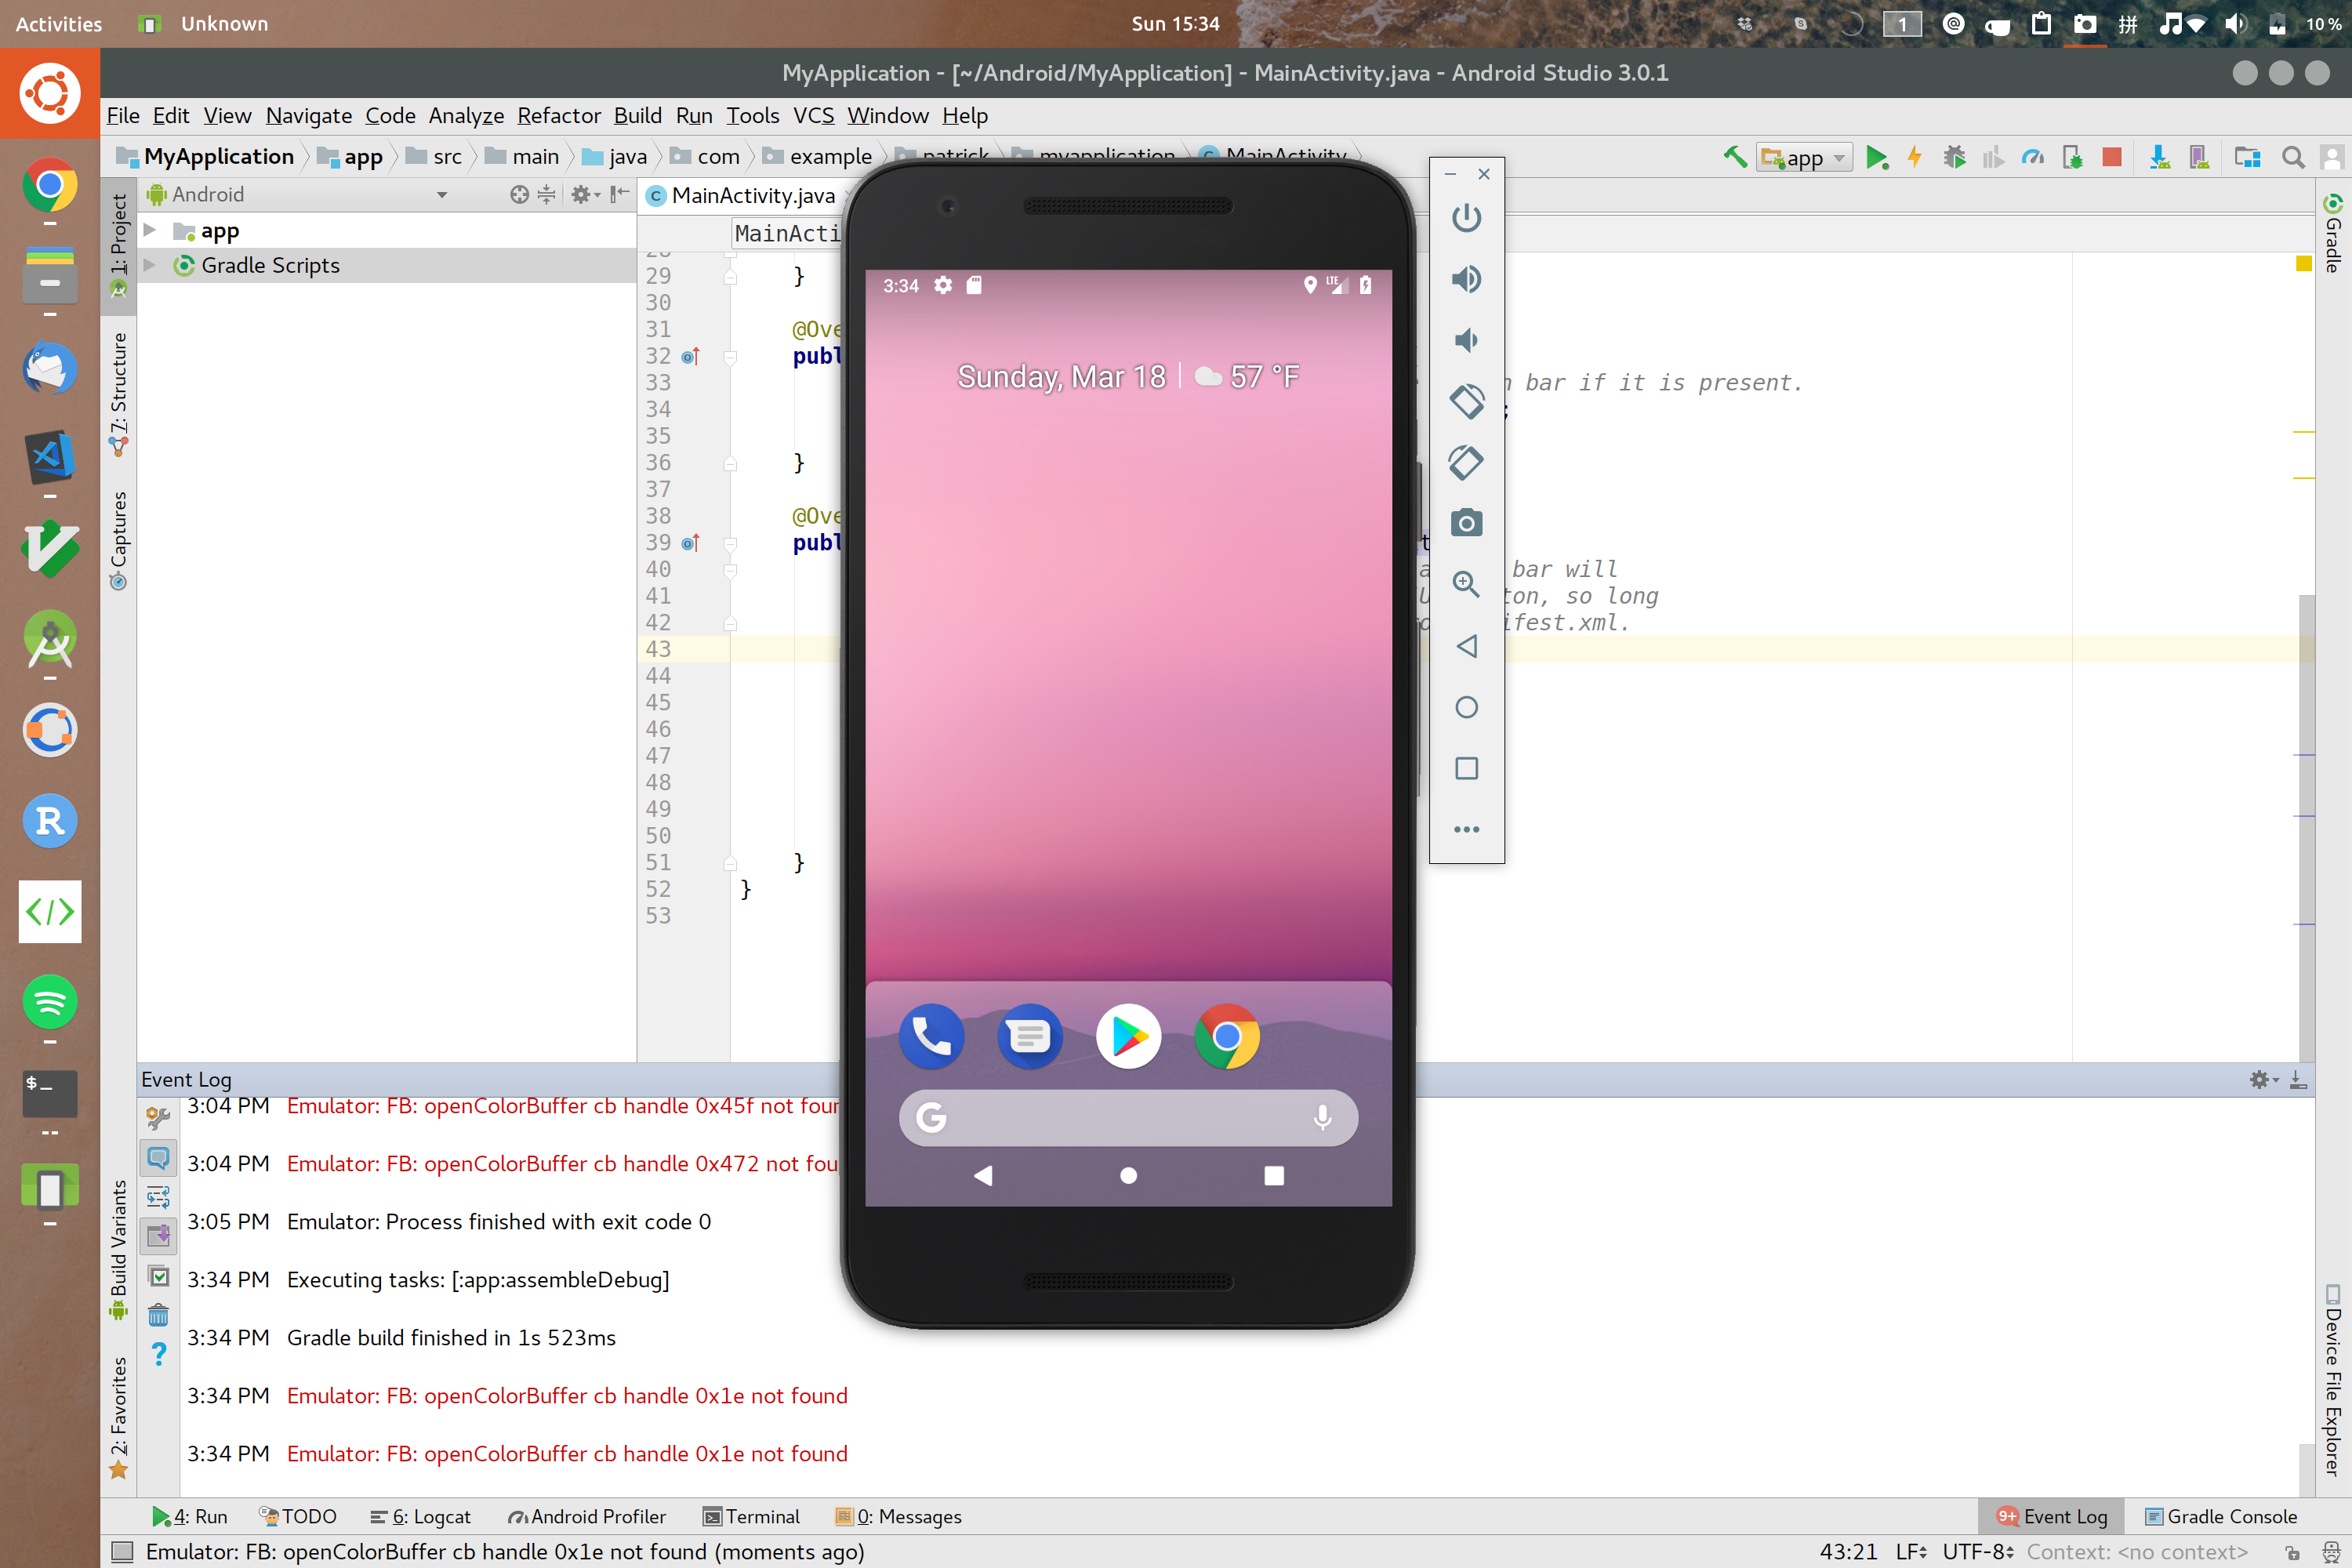 Activities
Unknown
Sun 15:34
1
拼
10 %
MyApplication - [~/Android/MyApplication] - MainActivity.java - Android Studio 3.0.1
File Edit View Navigate Code Analyze Refactor Build Run Tools VCS Window Help
MyApplication app src main java com example patrick myapplication MainActivity
app
Android
MainActivity.java
app
MainActi
Gradle Scripts
1: Project
7: Structure
Captures
Build Variants
2: Favorites
Gradle
Device File Explorer
29 }
30
31 @Ove
32 publ
33 n bar if it is present.
34 ;
35
36 }
37
38 @Ove
39 publ t
40 bar will
41 ton, so long
42 ifest.xml.
43
44
45
46
47
48
49
50
51 }
52 }
53
3:34
LTE
Sunday, Mar 18 57 °F
G
R
$_
Event Log
3:04 PM Emulator: FB: openColorBuffer cb handle 0x45f not four
3:04 PM Emulator: FB: openColorBuffer cb handle 0x472 not fou
3:05 PM Emulator: Process finished with exit code 0
3:34 PM Executing tasks: [:app:assembleDebug]
3:34 PM Gradle build finished in 1s 523ms
3:34 PM Emulator: FB: openColorBuffer cb handle 0x1e not found
3:34 PM Emulator: FB: openColorBuffer cb handle 0x1e not found
4: Run TODO 6: Logcat Android Profiler Terminal 0: Messages
9+ Event Log Gradle Console
Emulator: FB: openColorBuffer cb handle 0x1e not found (moments ago)
43:21 LF UTF-8 Context: <no context>